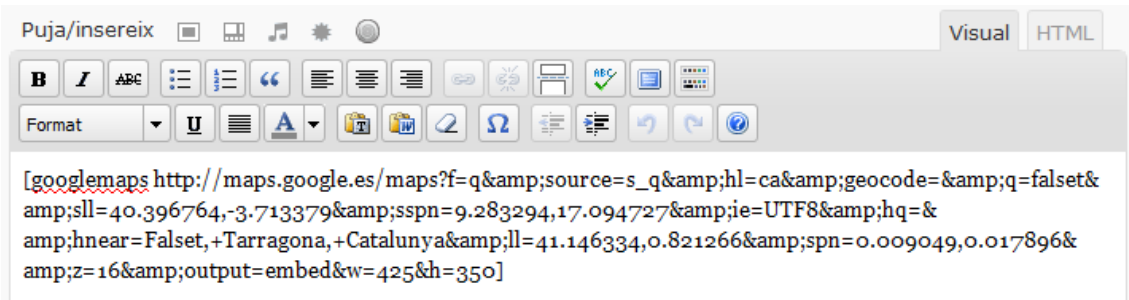 Puja/insereix
Visual HTML
B I ABC ABC
Format U A T W Ω ?
[googlemaps http://maps.google.es/maps?f=q&amp;source=s_q&amp;hl=ca&amp;geocode=&amp;q=falset&
amp;sll=40.396764,-3.713379&amp;sspn=9.283294,17.094727&amp;ie=UTF8&amp;hq=&
amp;hnear=Falset,+Tarragona,+Catalunya&amp;ll=41.146334,0.821266&amp;spn=0.009049,0.017896&
amp;z=16&amp;output=embed&w=425&h=350]